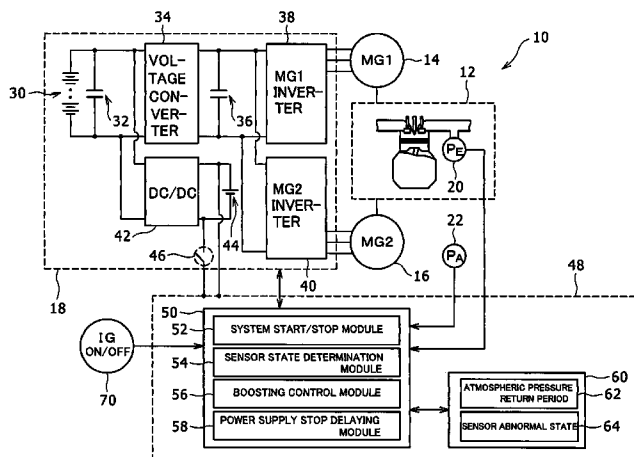 34
38
10
VOL-
TAGE
CON-
VERTER
MG1
INVER-
TER
MG1
14
12
30
32
36
PE
20
DC/DC
MG2
INVER-
TER
42
44
22
MG2
PA
46
18
40
16
48
50
52
SYSTEM START/STOP MODULE
IG
ON/OFF
70
54
SENSOR STATE DETERMINATION
MODULE
56
BOOSTING CONTROL MODULE
58
POWER SUPPLY STOP DELAYING
MODULE
60
ATMOSPHERIC PRESSURE
RETURN PERIOD
62
SENSOR ABNORMAL STATE
64